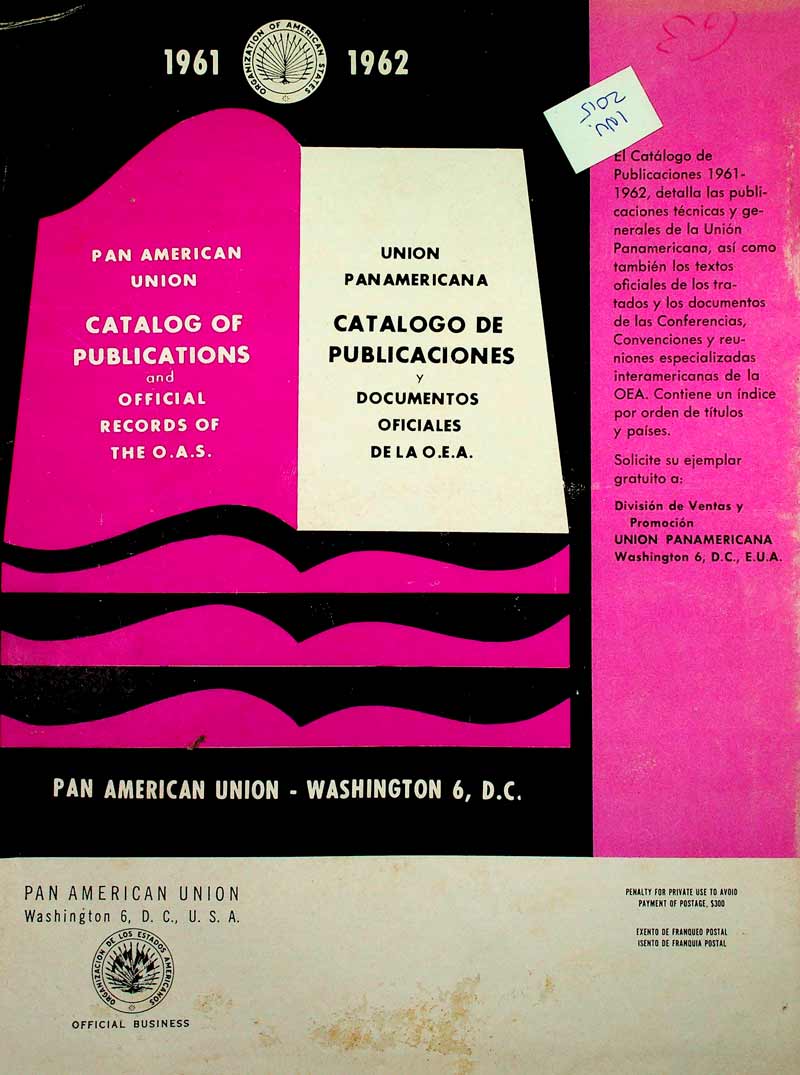 1961
ORGANIZATION OF AMERICAN STATES
1962
PAN AMERICAN
UNION
CATALOG OF
PUBLICATIONS
and
OFFICIAL
RECORDS OF
THE O.A.S.
UNION
PANAMERICANA
CATALOGO DE
PUBLICACIONES
y
DOCUMENTOS
OFICIALES
DE LA O.E.A.
PAN AMERICAN UNION - WASHINGTON 6, D.C.
63
INV.
2015
El Catálogo de
Publicaciones 1961-
1962, detalla las publi-
caciones técnicas y ge-
nerales de la Unión
Panamericana, así como
también los textos
oficiales de los tra-
tados y los documentos
de las Conferencias,
Convenciones y reu-
niones especializadas
interamericanas de la
OEA. Contiene un índice
por orden de títulos
y países.
Solicite su ejemplar
gratuito a:
División de Ventas y
Promoción
UNION PANAMERICANA
Washington 6, D.C., E.U.A.
PAN AMERICAN UNION
Washington 6, D. C., U. S. A.
ORGANIZACION DE LOS ESTADOS AMERICANOS
OFFICIAL BUSINESS
PENALTY FOR PRIVATE USE TO AVOID
PAYMENT OF POSTAGE, $300
EXENTO DE FRANQUEO POSTAL
ISENTO DE FRANQUIA POSTAL